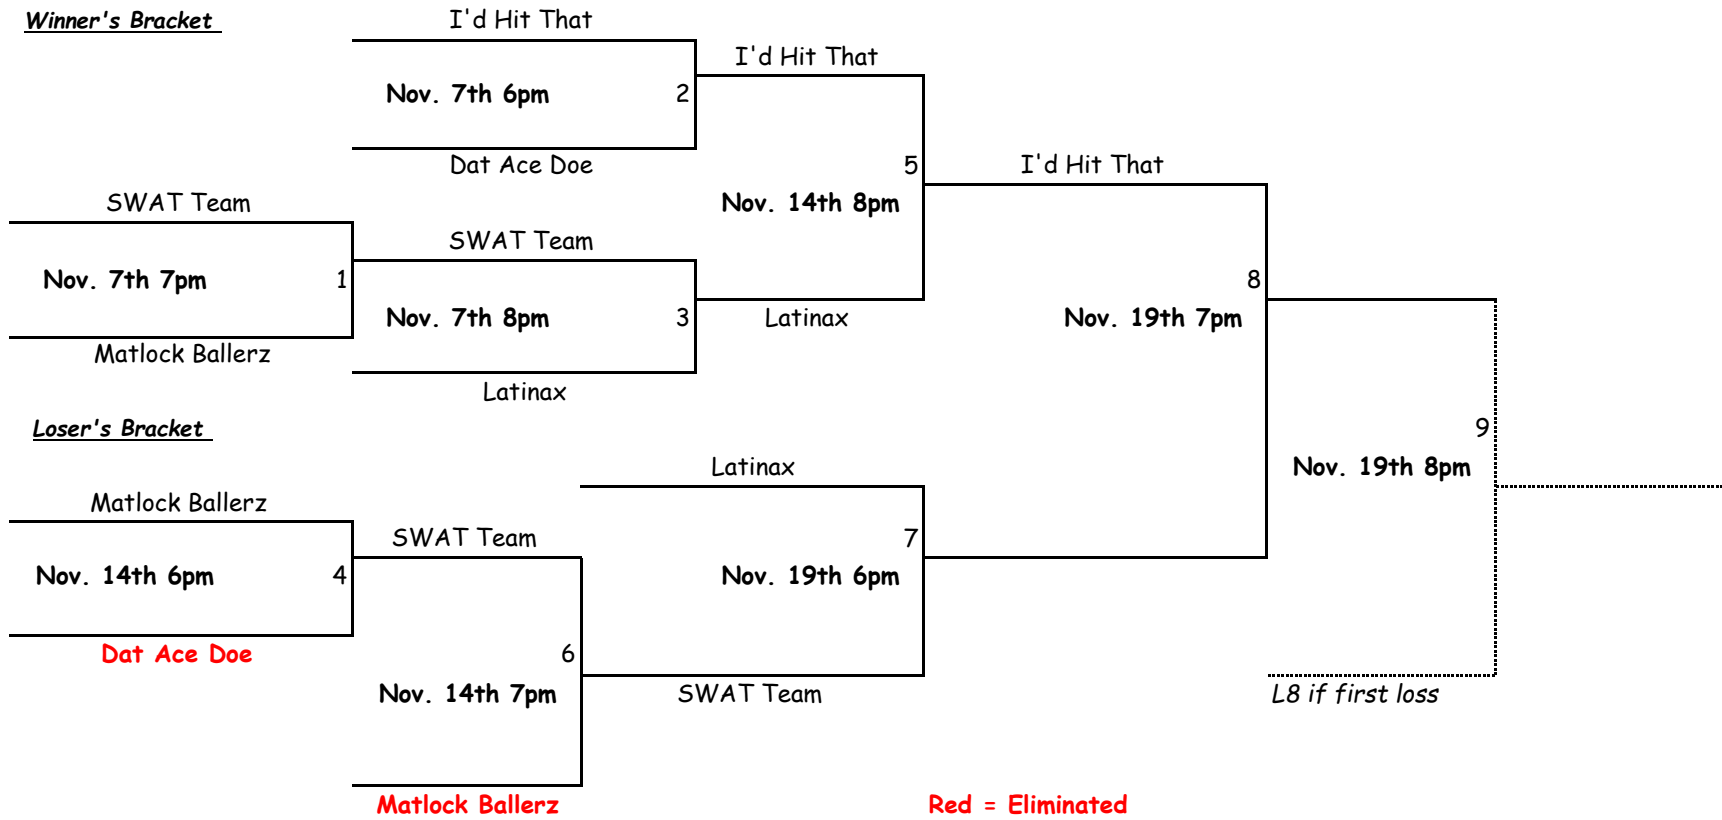 Winner's Bracket
I'd Hit That
I'd Hit That
Nov. 7th 6pm
2
Dat Ace Doe
5
I'd Hit That
SWAT Team
Nov. 14th 8pm
SWAT Team
Nov. 7th 7pm
1
8
Nov. 7th 8pm
3
Latinax
Nov. 19th 7pm
Matlock Ballerz
Latinax
Loser's Bracket
9
Latinax
Nov. 19th 8pm
Matlock Ballerz
SWAT Team
7
Nov. 14th 6pm
4
Nov. 19th 6pm
Dat Ace Doe
6
Nov. 14th 7pm
SWAT Team
L8 if first loss
Matlock Ballerz
Red = Eliminated